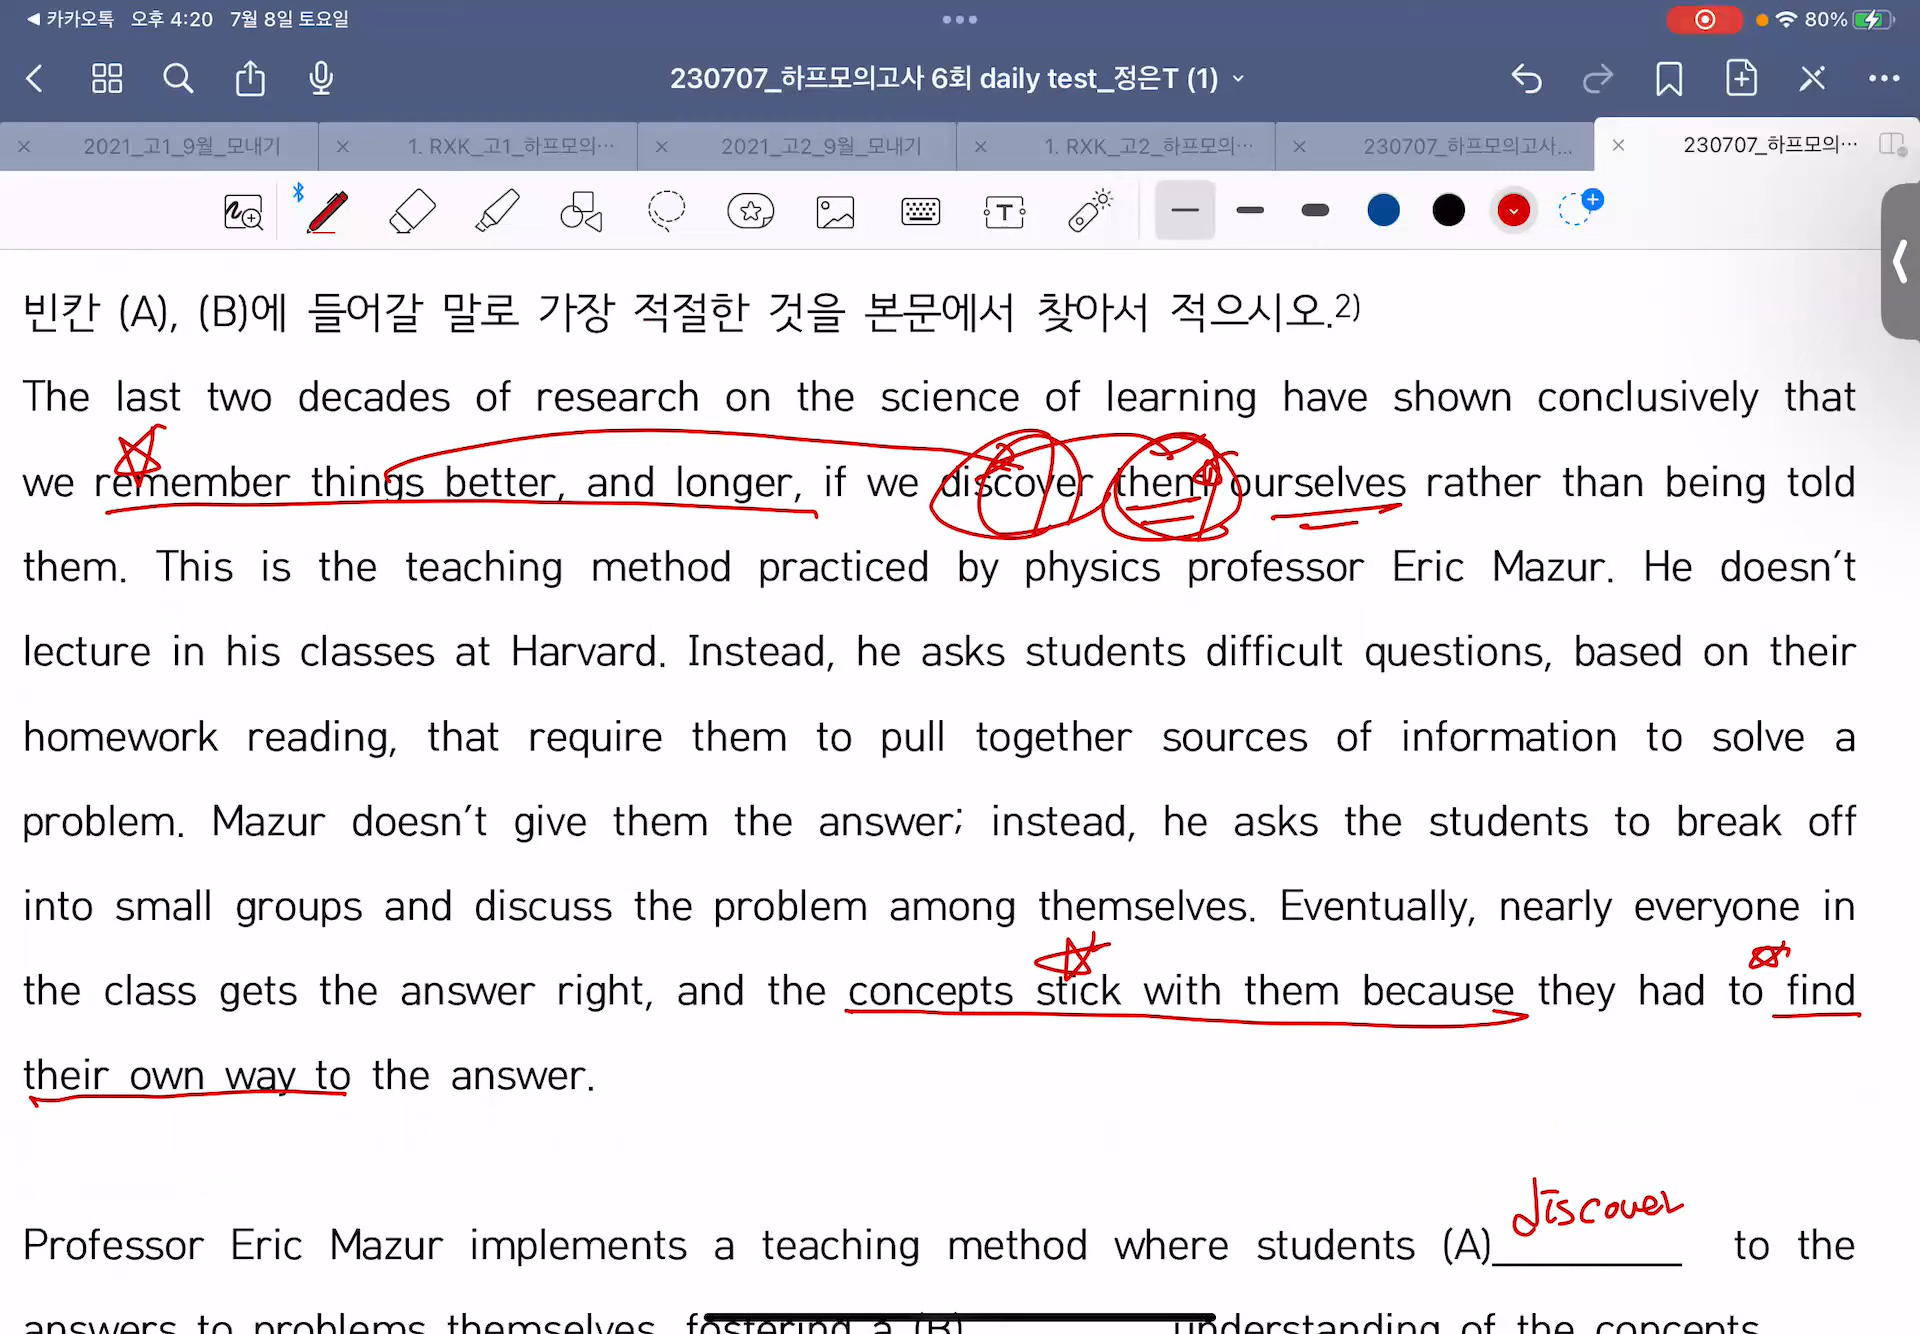 카카오톡 오후 4:20 7월 8일 토요일
80%
230707_하프모의고사 6회 daily test_정은T (1)
2021_고1_9월_모내기
1. RXK_고1_하프모의…
2021_고2_9월_모내기
1. RXK_고2_하프모의…
230707_하프모의고사...
230707_하프모의…
빈칸 (A), (B)에 들어갈 말로 가장 적절한 것을 본문에서 찾아서 적으시오.2)
The last two decades of research on the science of learning have shown conclusively that
we remember things better, and longer, if we discover them ourselves rather than being told
them. This is the teaching method practiced by physics professor Eric Mazur. He doesn't
lecture in his classes at Harvard. Instead, he asks students difficult questions, based on their
homework reading, that require them to pull together sources of information to solve a
problem. Mazur doesn't give them the answer; instead, he asks the students to break off
into small groups and discuss the problem among themselves. Eventually, nearly everyone in
the class gets the answer right, and the concepts stick with them because they had to find
their own way to the answer.
discover
Professor Eric Mazur implements a teaching method where students (A)__________ to the
answers to problems themselves, fostering a (B)__________ understanding of the concepts